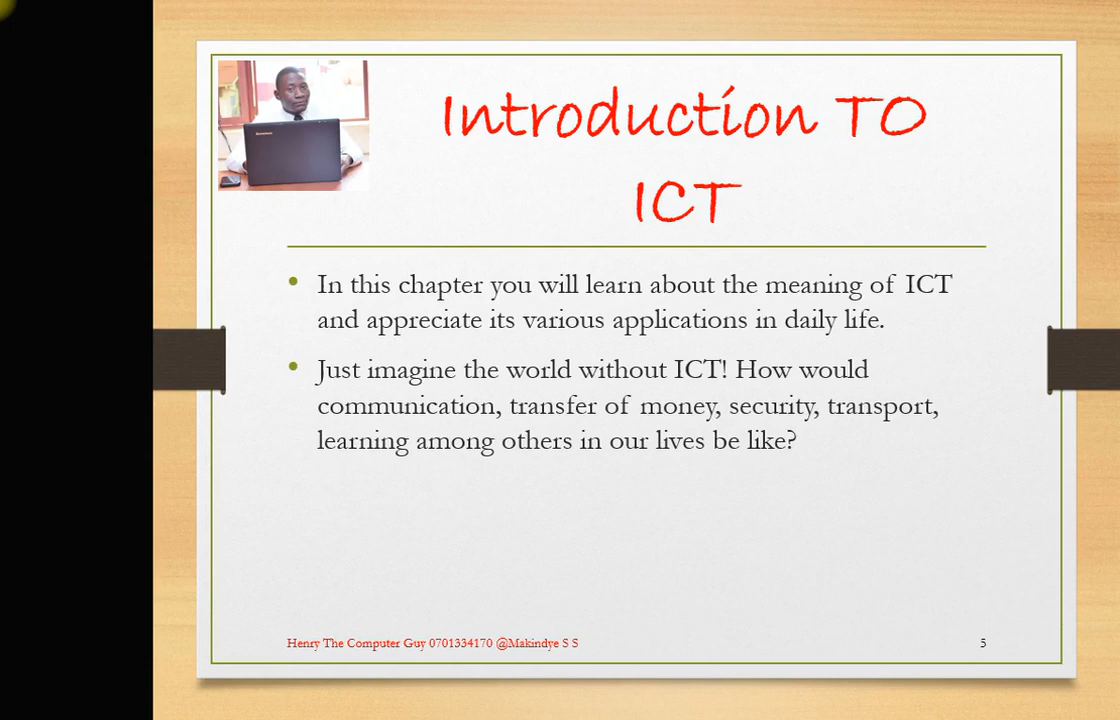 Introduction TO
ICT
• In this chapter you will learn about the meaning of ICT
and appreciate its various applications in daily life.
• Just imagine the world without ICT! How would
communication, transfer of money, security, transport,
learning among others in our lives be like?
Henry The Computer Guy 0701334170 @Makindye S S
5